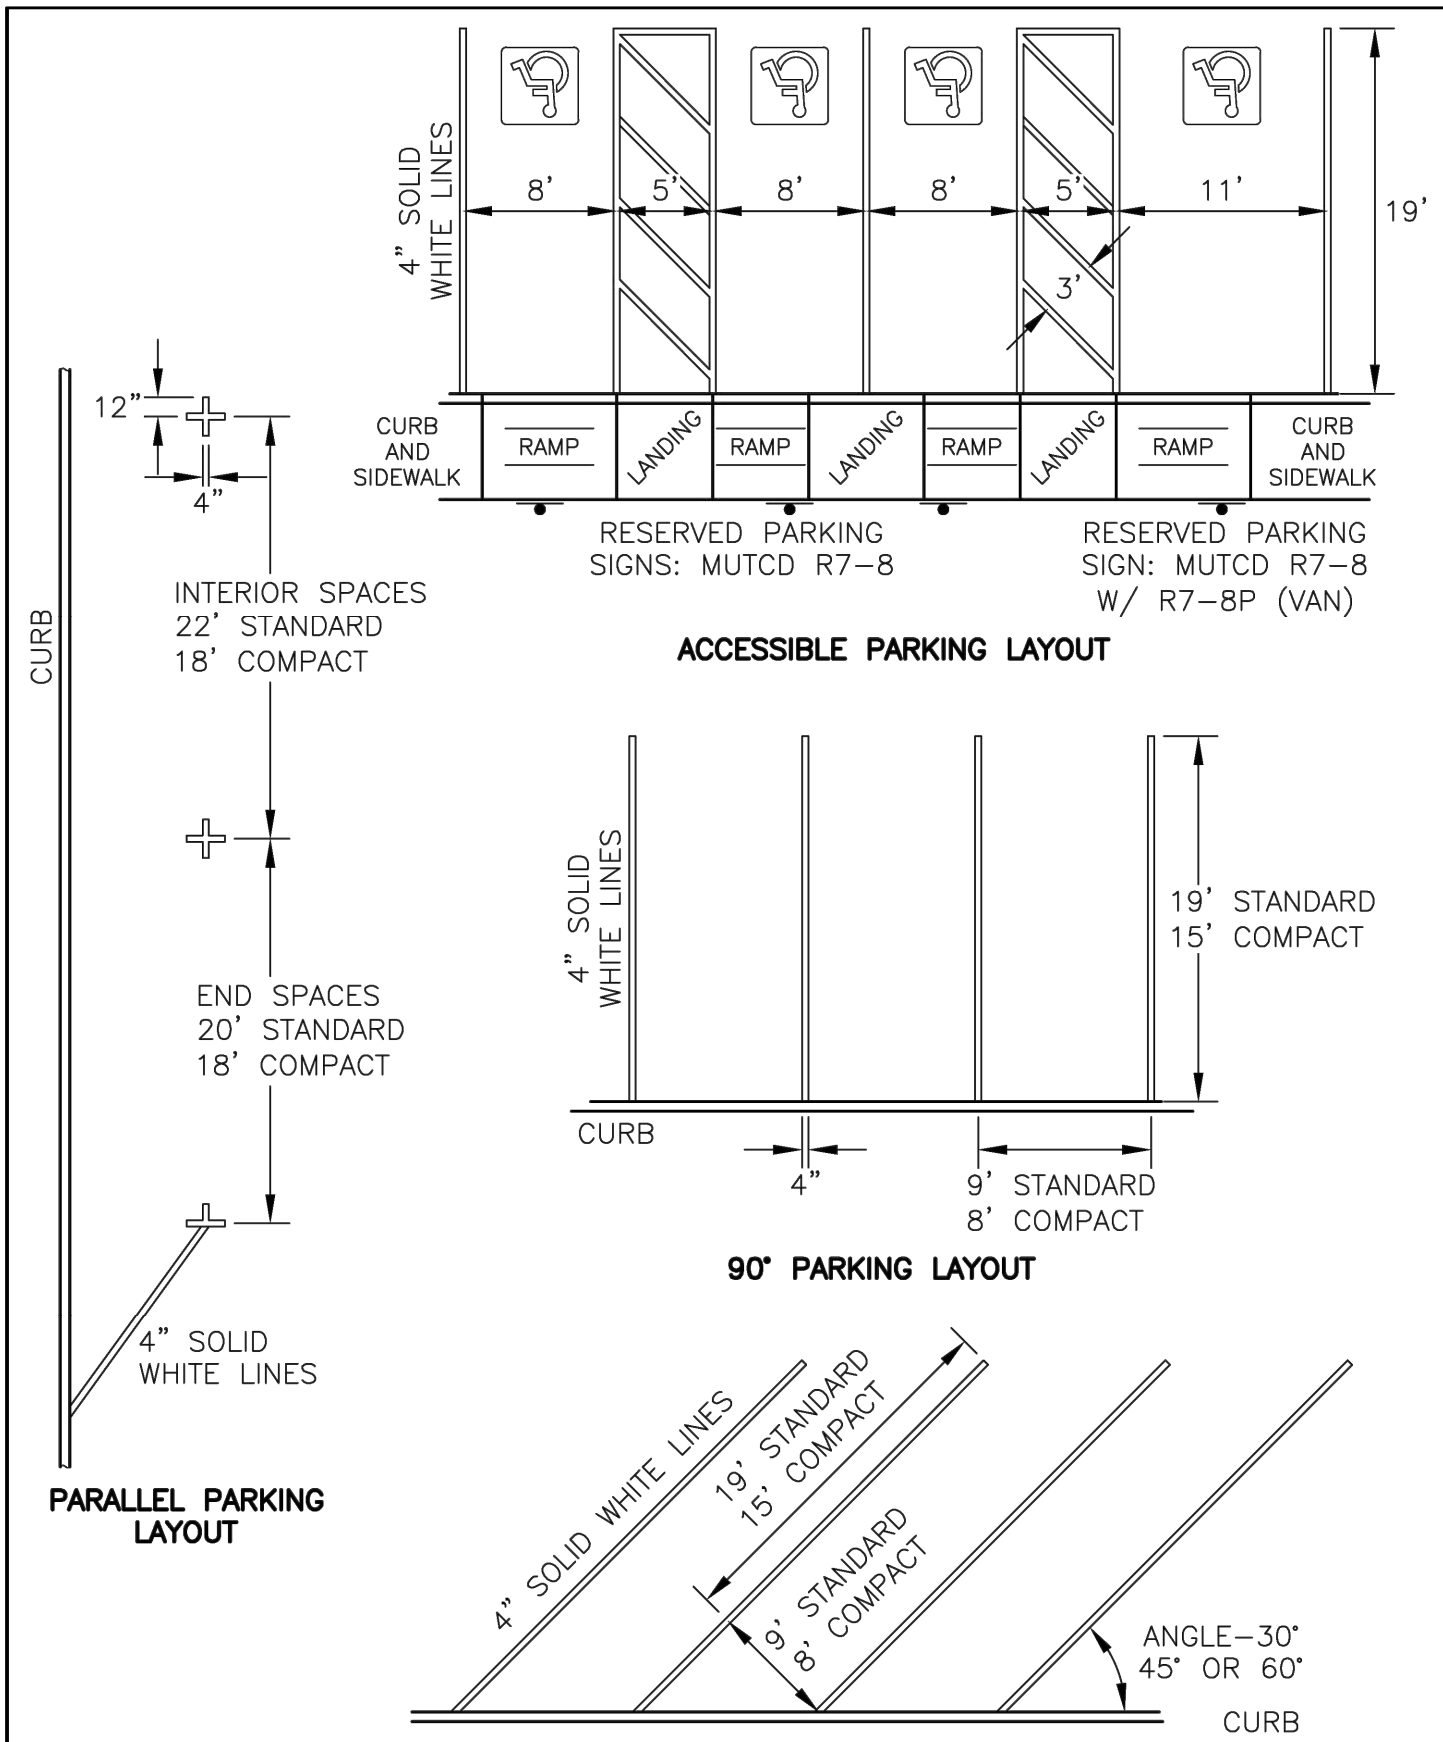 4” SOLID
WHITE LINES
8’
5’
8’
8’
5’
11’
19’
3’
CURB
AND
SIDEWALK
RAMP
LANDING
RAMP
LANDING
RAMP
LANDING
RAMP
CURB
AND
SIDEWALK
RESERVED PARKING
SIGNS: MUTCD R7-8
RESERVED PARKING
SIGN: MUTCD R7-8
W/ R7-8P (VAN)
ACCESSIBLE PARKING LAYOUT
12”
4”
CURB
INTERIOR SPACES
22’ STANDARD
18’ COMPACT
END SPACES
20’ STANDARD
18’ COMPACT
4” SOLID
WHITE LINES
PARALLEL PARKING
LAYOUT
4” SOLID
WHITE LINES
19’ STANDARD
15’ COMPACT
CURB
4”
9’ STANDARD
8’ COMPACT
90° PARKING LAYOUT
4” SOLID WHITE LINES
19’ STANDARD
15’ COMPACT
9’ STANDARD
8’ COMPACT
ANGLE-30°
45° OR 60°
CURB